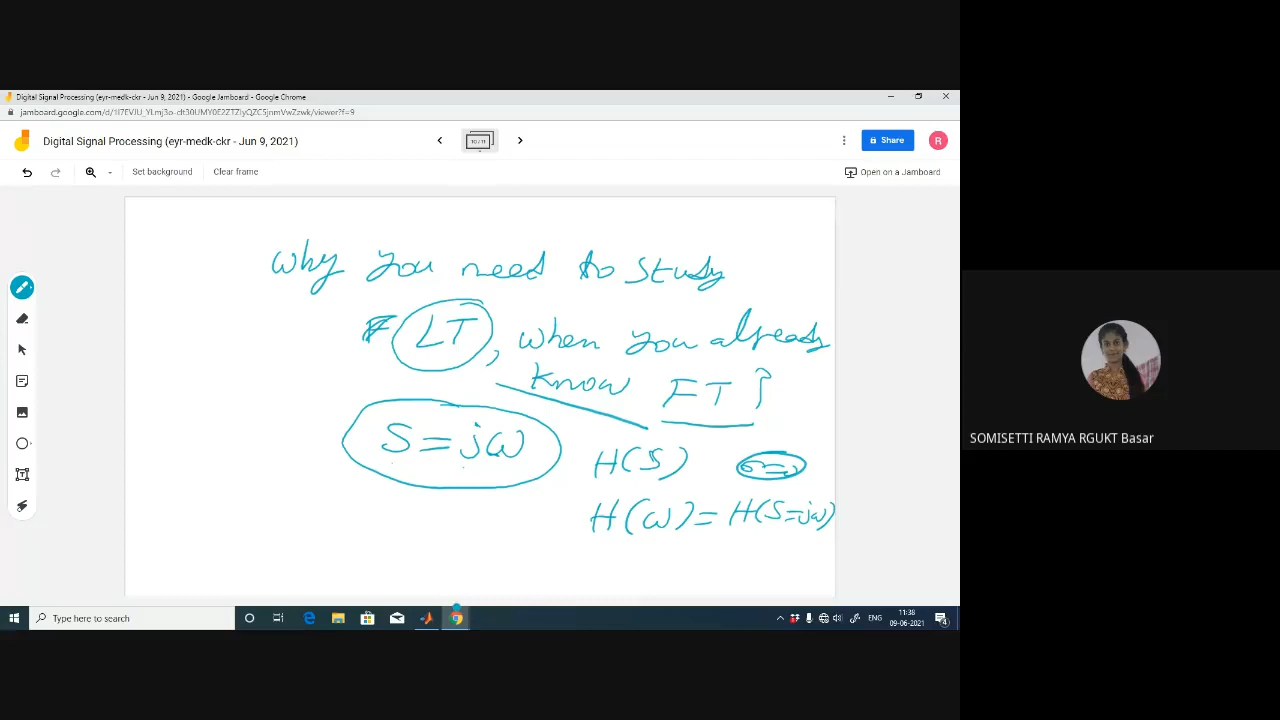 Digital Signal Processing (eyr-medk-ckr - Jun 9, 2021) - Google Jamboard - Google Chrome
Digital Signal Processing (eyr-medk-ckr - Jun 9, 2021)
10 / 11
Share
R
Set background
Clear frame
Open on a Jamboard
Why you need to Study
LT, when you already
know FT?
S = jω
H(S)
H(ω) = H(S=jω)
SOMISETTI RAMYA RGUKT Basar
Type here to search
ENG
11:38
09-06-2021
4